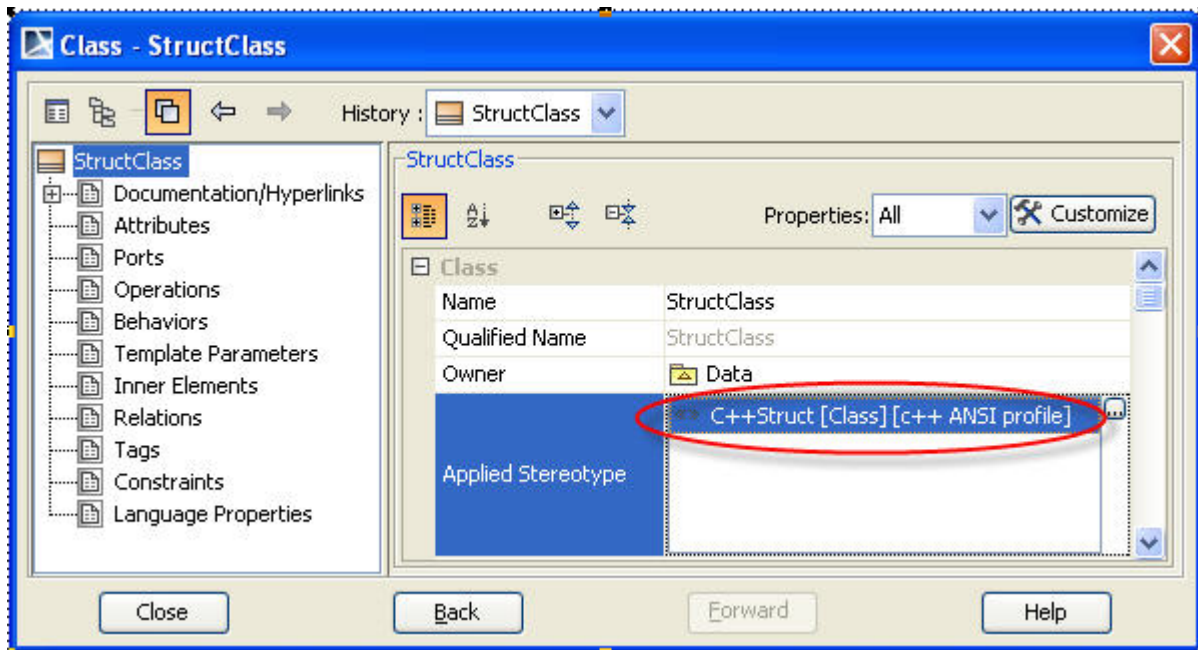 Class - StructClass
History : StructClass
StructClass
Documentation/Hyperlinks
Attributes
Ports
Operations
Behaviors
Template Parameters
Inner Elements
Relations
Tags
Constraints
Language Properties
StructClass
Properties: All Customize
Class
Name StructClass
Qualified Name StructClass
Owner Data
Applied Stereotype C++Struct [Class] [c++ ANSI profile] ...
Close Back Forward Help